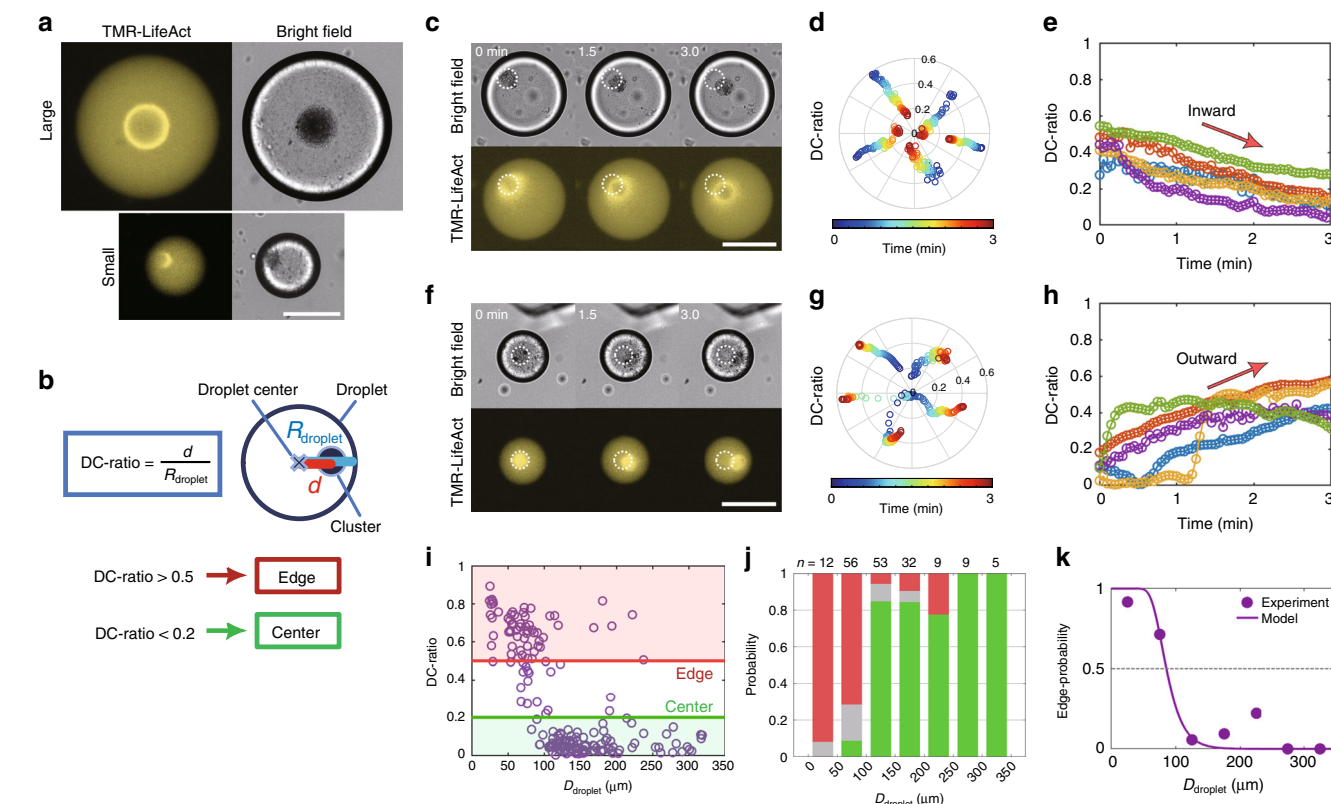 a
TMR-LifeAct
Bright field
Large
Small
b
Droplet center
Droplet
DC-ratio = d / R_droplet
R_droplet
d
Cluster
DC-ratio > 0.5
Edge
DC-ratio < 0.2
Center
c
Bright field
0 min
1.5
3.0
TMR-LifeAct
d
DC-ratio
0.6
0.4
0.2
0
0
3
Time (min)
e
DC-ratio
1
0.8
0.6
0.4
0.2
0
Inward
0
1
2
3
Time (min)
f
Bright field
0 min
1.5
3.0
TMR-LifeAct
g
DC-ratio
0
0.2
0.4
0.6
0
3
Time (min)
h
DC-ratio
1
0.8
0.6
0.4
0.2
0
Outward
0
1
2
3
Time (min)
i
DC-ratio
1
0.8
0.6
0.4
0.2
0
Edge
Center
0
50
100
150
200
250
300
350
D_droplet (μm)
j
n = 12
56
53
32
9
9
5
Probability
1
0.8
0.6
0.4
0.2
0
0
50
100
150
200
250
300
350
D_droplet (μm)
k
Edge-probability
1
0.5
0
Experiment
Model
0
100
200
300
D_droplet (μm)